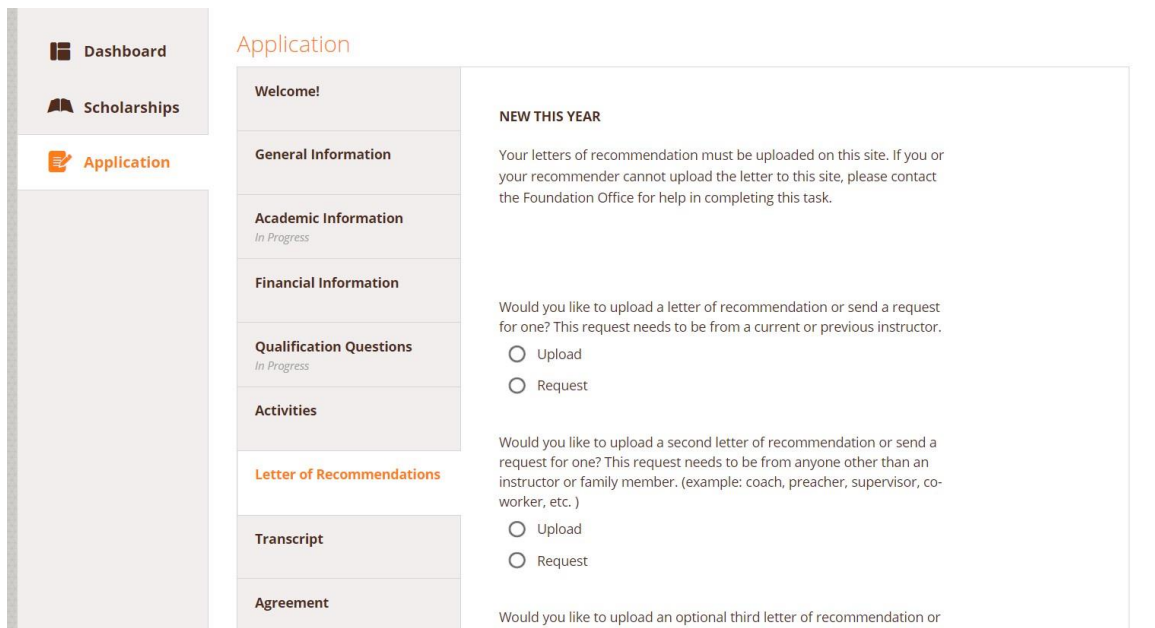 Dashboard
Scholarships
Application
Application
Welcome!
General Information
Academic Information
In Progress
Financial Information
Qualification Questions
In Progress
Activities
Letter of Recommendations
Transcript
Agreement
NEW THIS YEAR
Your letters of recommendation must be uploaded on this site. If you or
your recommender cannot upload the letter to this site, please contact
the Foundation Office for help in completing this task.
Would you like to upload a letter of recommendation or send a request
for one? This request needs to be from a current or previous instructor.
Upload
Request
Would you like to upload a second letter of recommendation or send a
request for one? This request needs to be from anyone other than an
instructor or family member. (example: coach, preacher, supervisor, co-
worker, etc. )
Upload
Request
Would you like to upload an optional third letter of recommendation or